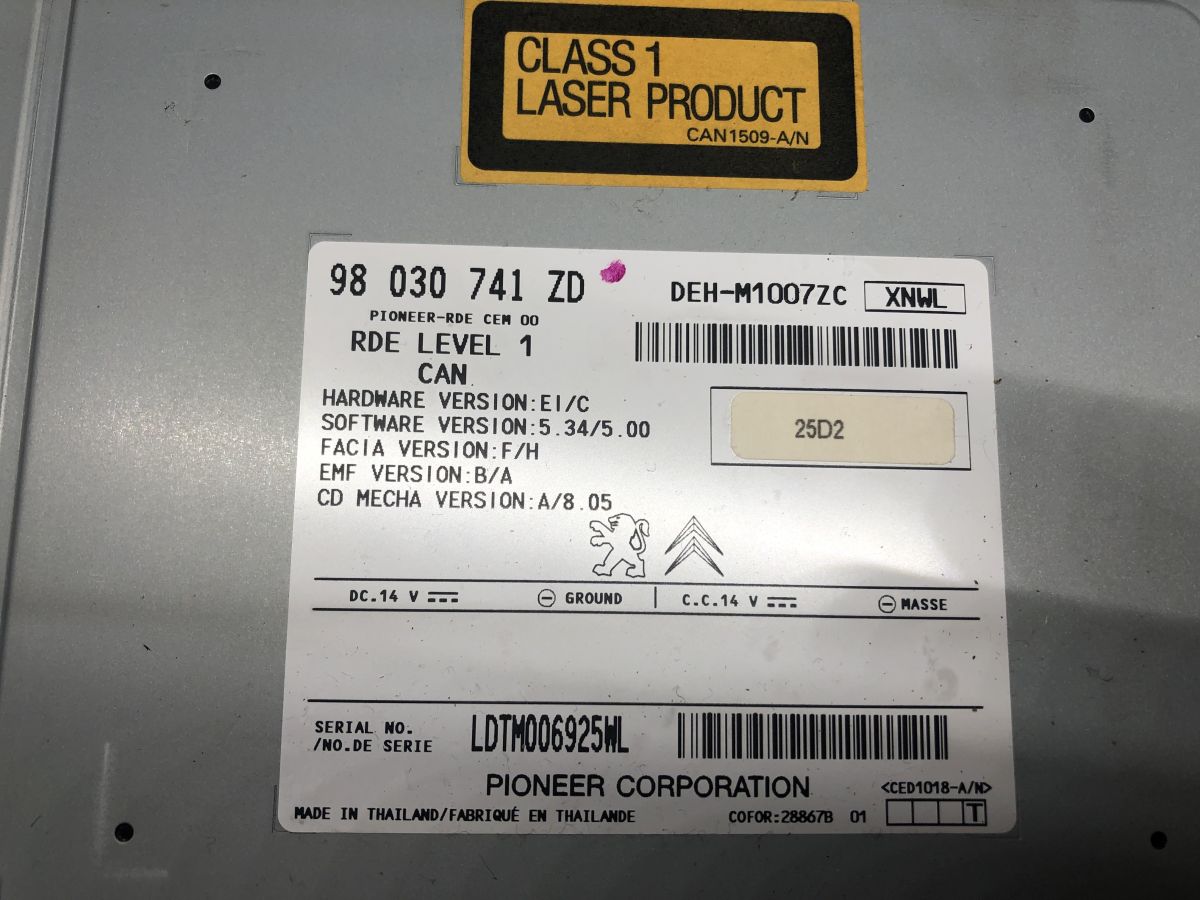 CLASS 1
LASER PRODUCT
CAN1509-A/N
98 030 741 ZD
DEH-M1007ZC XNWL
PIONEER-RDE CEM 00
RDE LEVEL 1
CAN
HARDWARE VERSION:EI/C
SOFTWARE VERSION:5.34/5.00
FACIA VERSION:F/H
EMF VERSION:B/A
CD MECHA VERSION:A/8.05
25D2
DC.14 V GROUND C.C.14 V MASSE
SERIAL NO.
/NO.DE SERIE
LDTM006925WL
PIONEER CORPORATION
<CED1018-A/N>
MADE IN THAILAND/FABRIQUÉ EN THAILANDE
COFOR:28867B 01
T